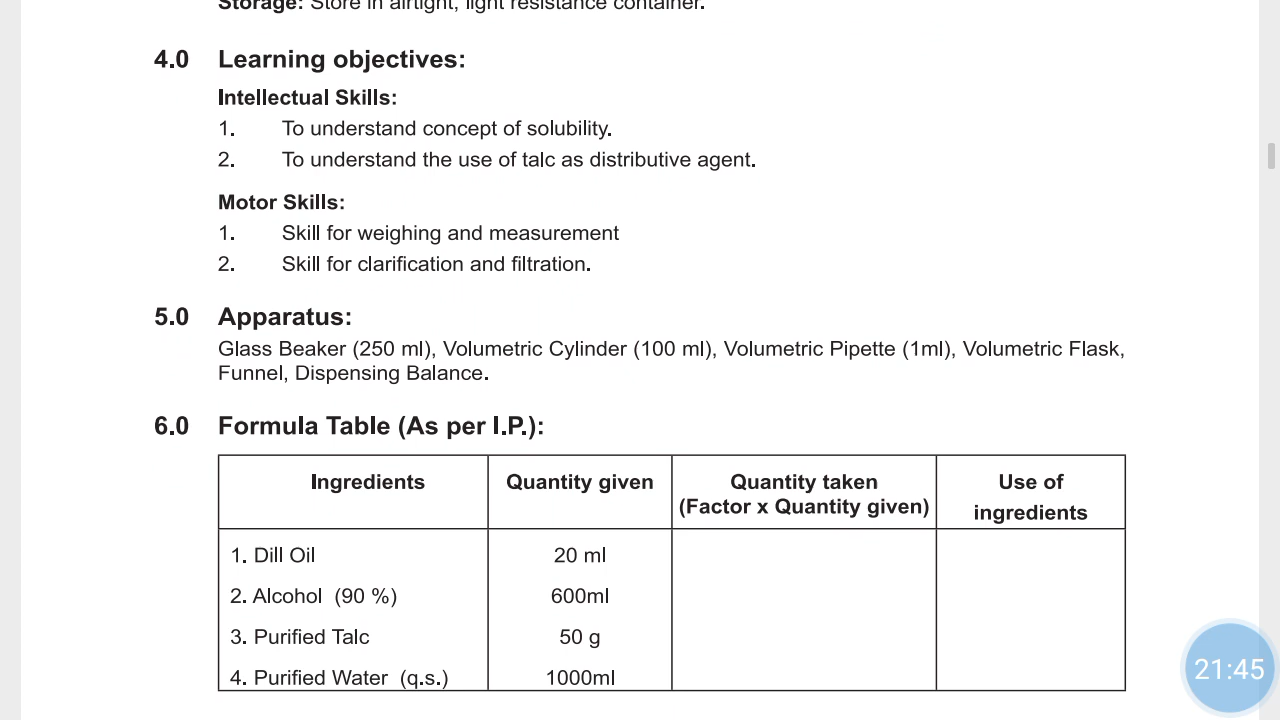 Storage: Store in airtight, light resistance container.
4.0 Learning objectives:
Intellectual Skills:
1. To understand concept of solubility.
2. To understand the use of talc as distributive agent.
Motor Skills:
1. Skill for weighing and measurement
2. Skill for clarification and filtration.
5.0 Apparatus:
Glass Beaker (250 ml), Volumetric Cylinder (100 ml), Volumetric Pipette (1ml), Volumetric Flask,
Funnel, Dispensing Balance.
6.0 Formula Table (As per I.P.):
Ingredients Quantity given Quantity taken Use of
(Factor x Quantity given) ingredients
1. Dill Oil 20 ml
2. Alcohol (90 %) 600ml
3. Purified Talc 50 g
4. Purified Water (q.s.) 1000ml
21:45